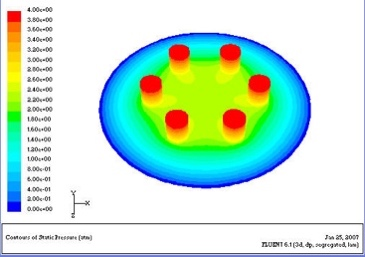 4.00e+00
3.80e+00
3.60e+00
3.40e+00
3.20e+00
3.00e+00
2.80e+00
2.60e+00
2.40e+00
2.20e+00
2.00e+00
1.80e+00
1.60e+00
1.40e+00
1.20e+00
1.00e+00
8.00e-01
6.00e-01
4.00e-01
2.00e-01
0.00e+00
Y
Z X
Contours of Static Pressure (atm)
Jan 25, 2007
FLUENT 6.1 (3d, dp, segregated, lam)